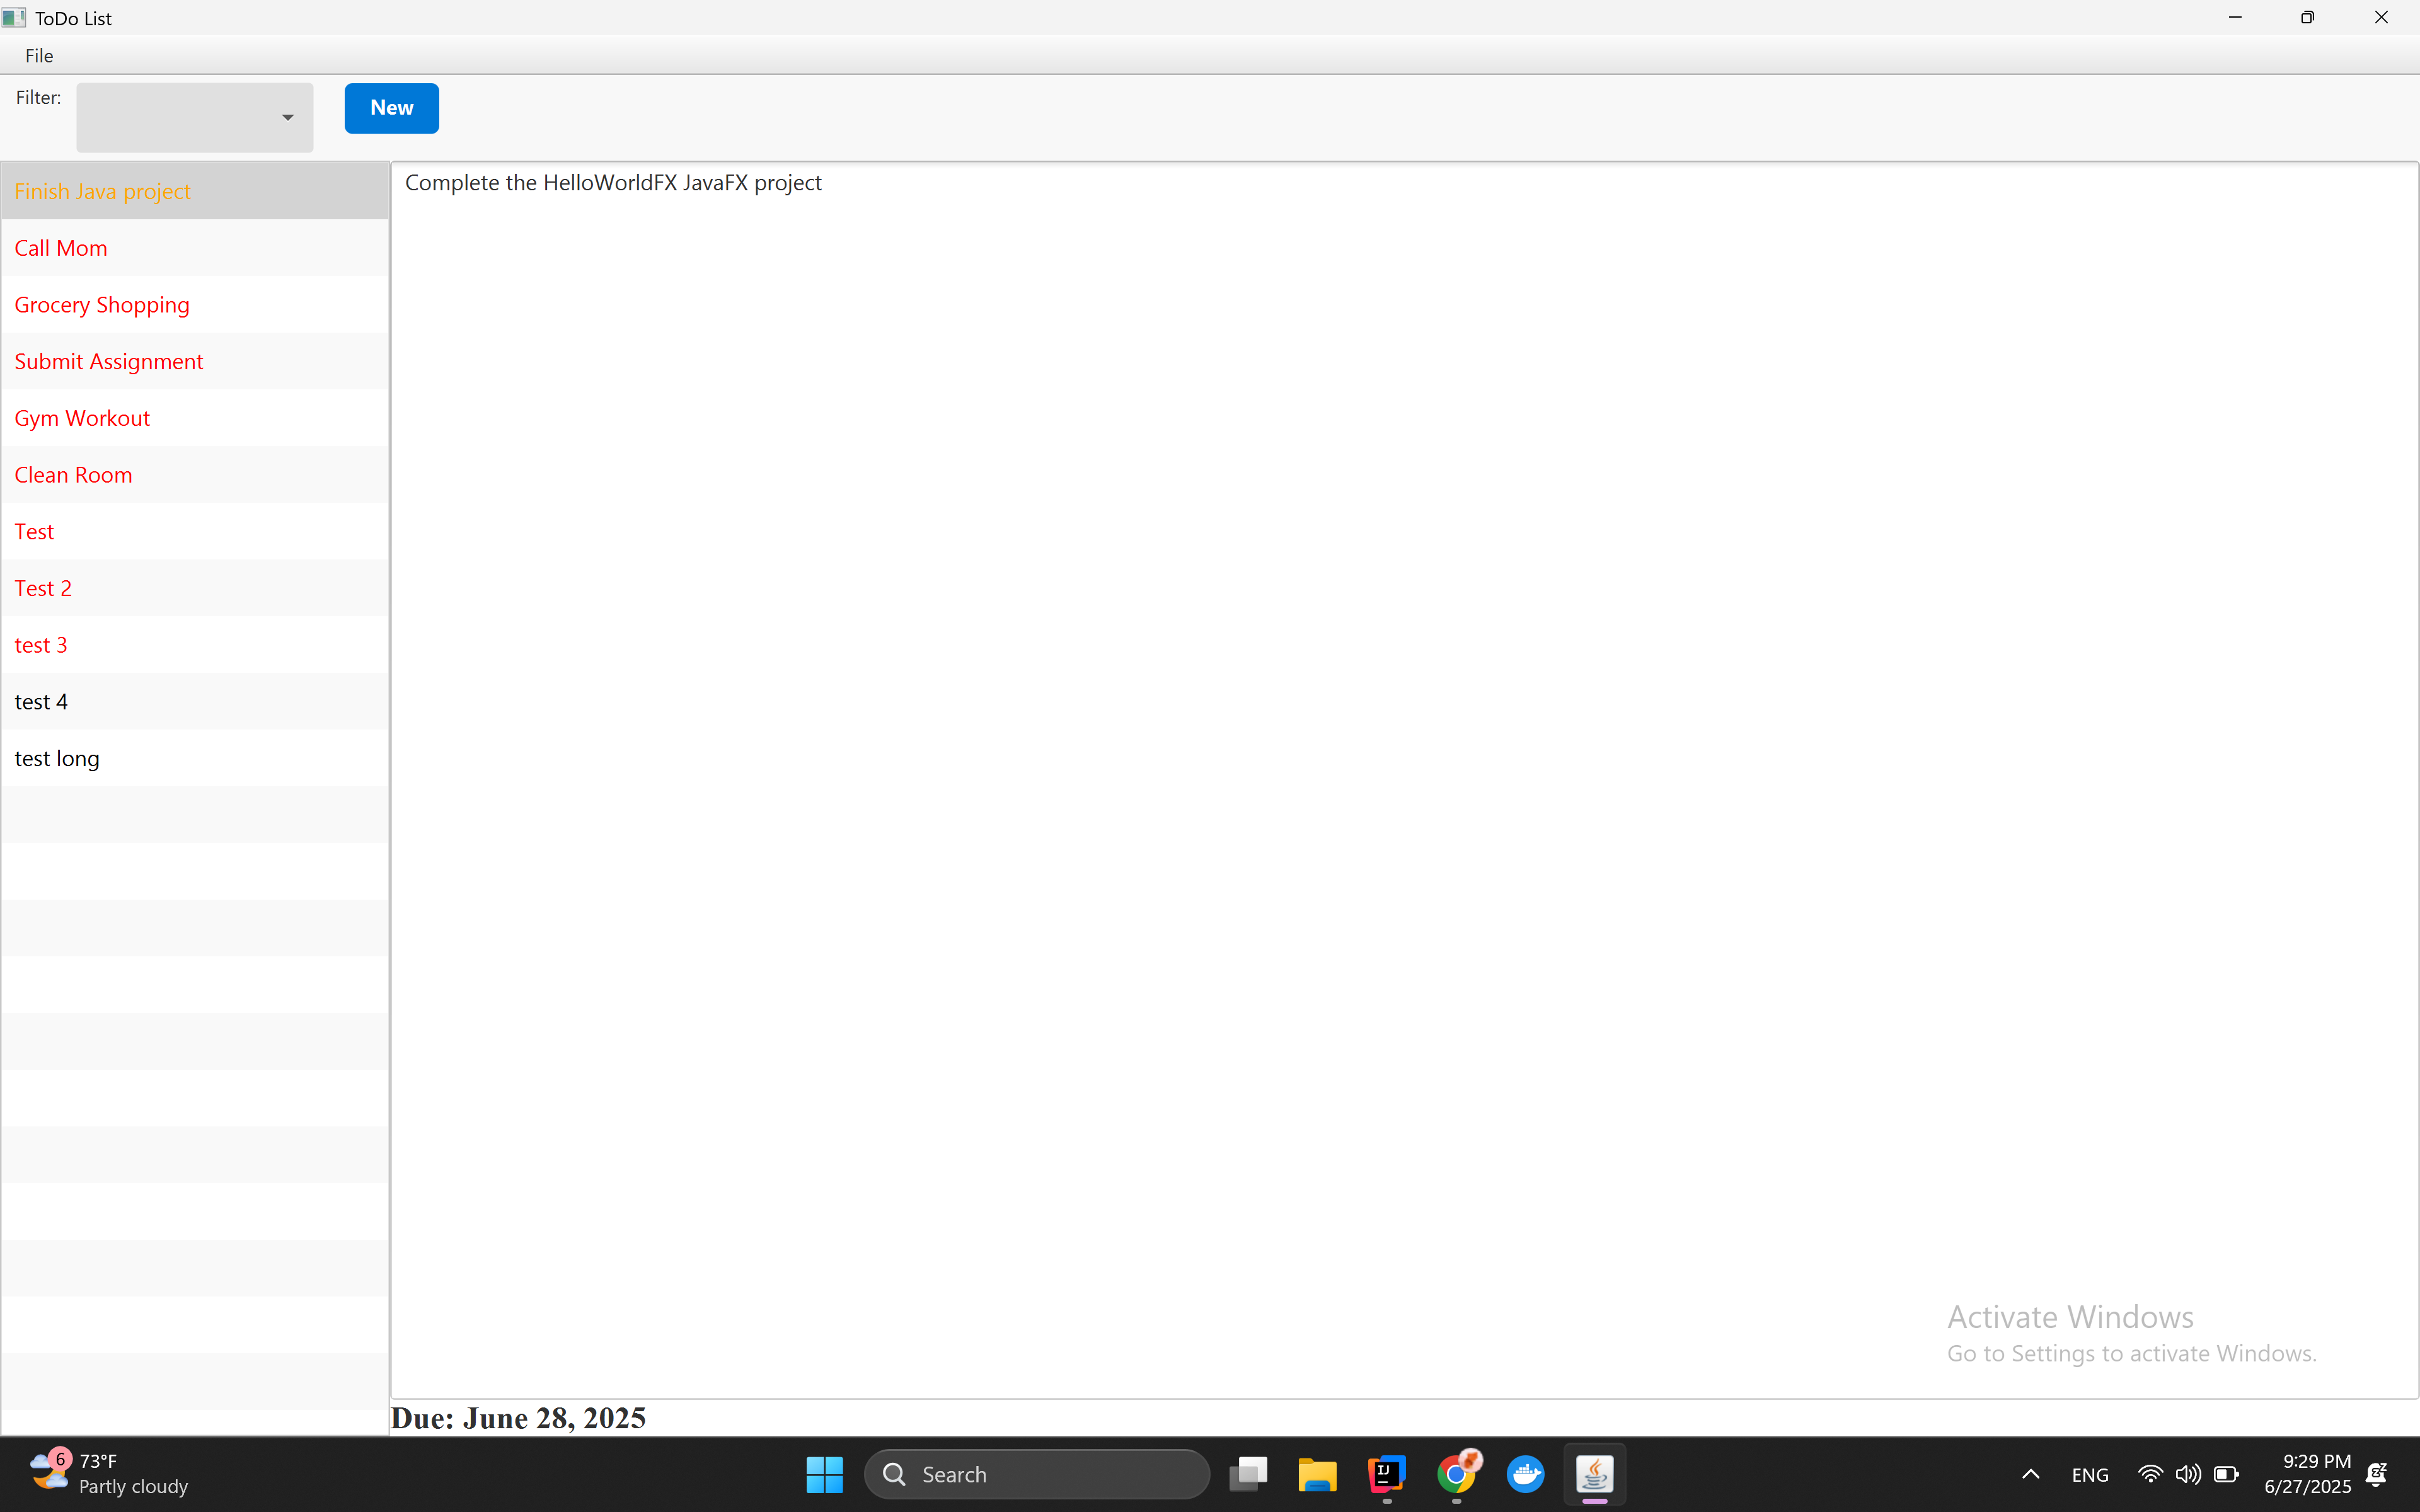 ToDo List
File
Filter:
New
Finish Java project
Call Mom
Grocery Shopping
Submit Assignment
Gym Workout
Clean Room
Test
Test 2
test 3
test 4
test long
Complete the HelloWorldFX JavaFX project
Activate Windows
Go to Settings to activate Windows.
Due: June 28, 2025
6
73°F
Partly cloudy
Search
IJ
ENG
9:29 PM
6/27/2025